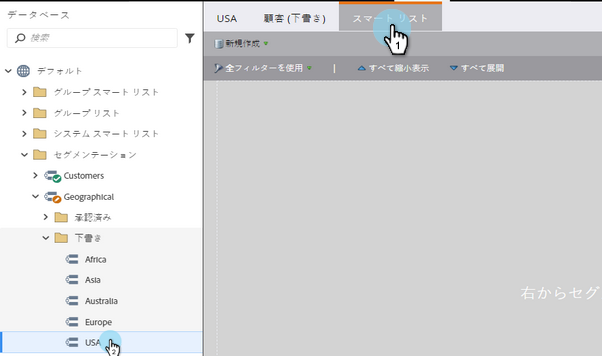 データベース
検索
デフォルト
グループ スマート リスト
グループ リスト
システム スマート リスト
セグメンテーション
Customers
Geographical
承認済み
下書き
Africa
Asia
Australia
Europe
USA
2
USA 顧客 (下書き) スマート リスト
1
新規作成
全フィルターを使用 | すべて縮小表示 すべて展開
右からセグ